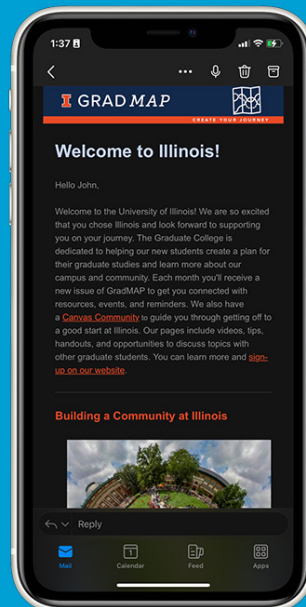 1:37
I GRADMAP
CREATE YOUR JOURNEY
Welcome to Illinois!
Hello John,
Welcome to the University of Illinois! We are so excited
that you chose Illinois and look forward to supporting
you on your journey. The Graduate College is
dedicated to helping our new students create a plan for
their graduate studies and learn more about our
campus and community. Each month you'll receive a
new issue of GradMAP to get you connected with
resources, events, and reminders. We also have
a Canvas Community to guide you through getting off to
a good start at Illinois. Our pages include videos, tips,
handouts, and opportunities to discuss topics with
other graduate students. You can learn more and sign-
up on our website.
Building a Community at Illinois
Reply
Mail Calendar Feed Apps